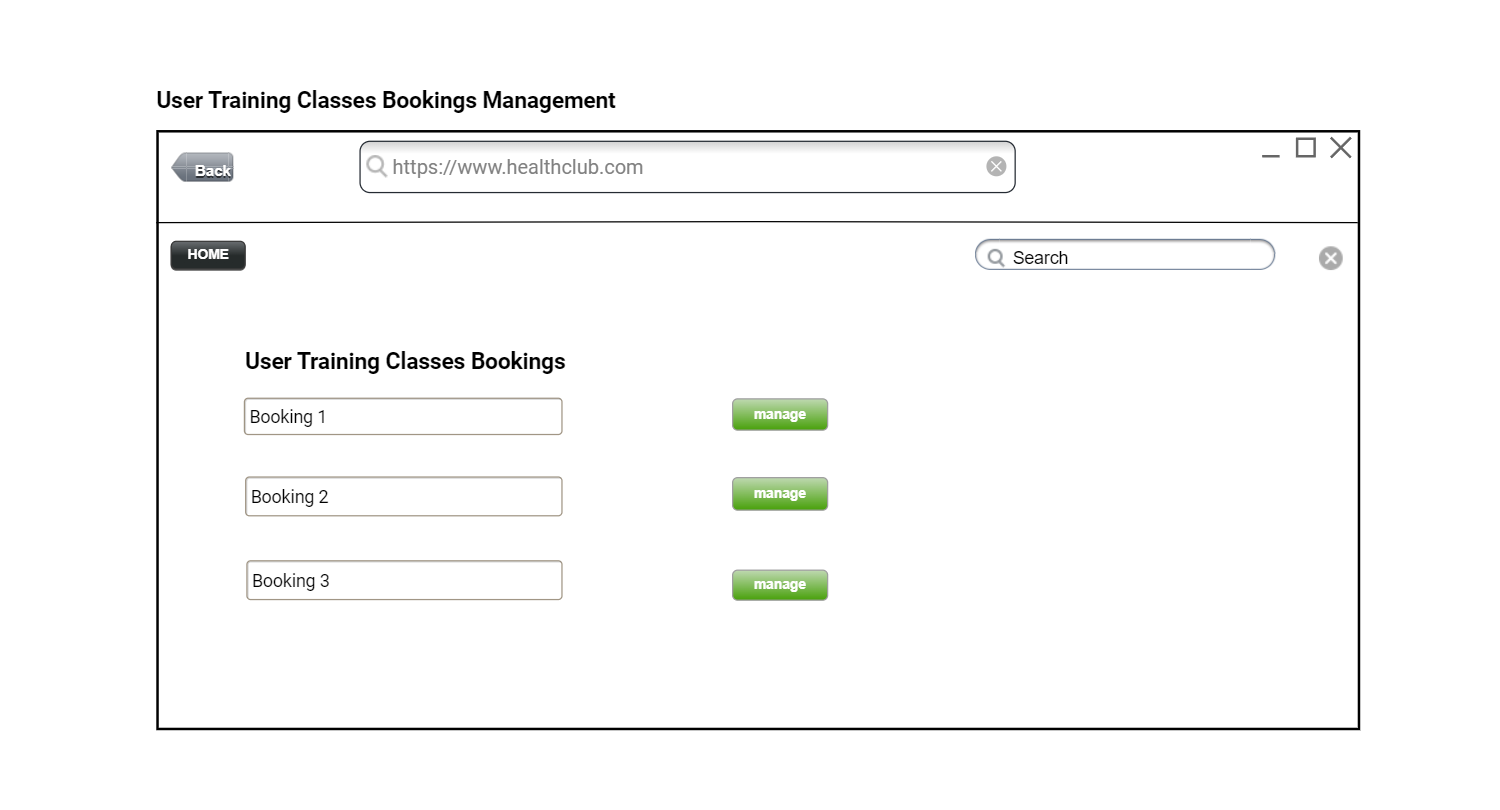 User Training Classes Bookings Management
Back
https://www.healthclub.com
HOME
Search
User Training Classes Bookings
Booking 1
manage
Booking 2
manage
Booking 3
manage